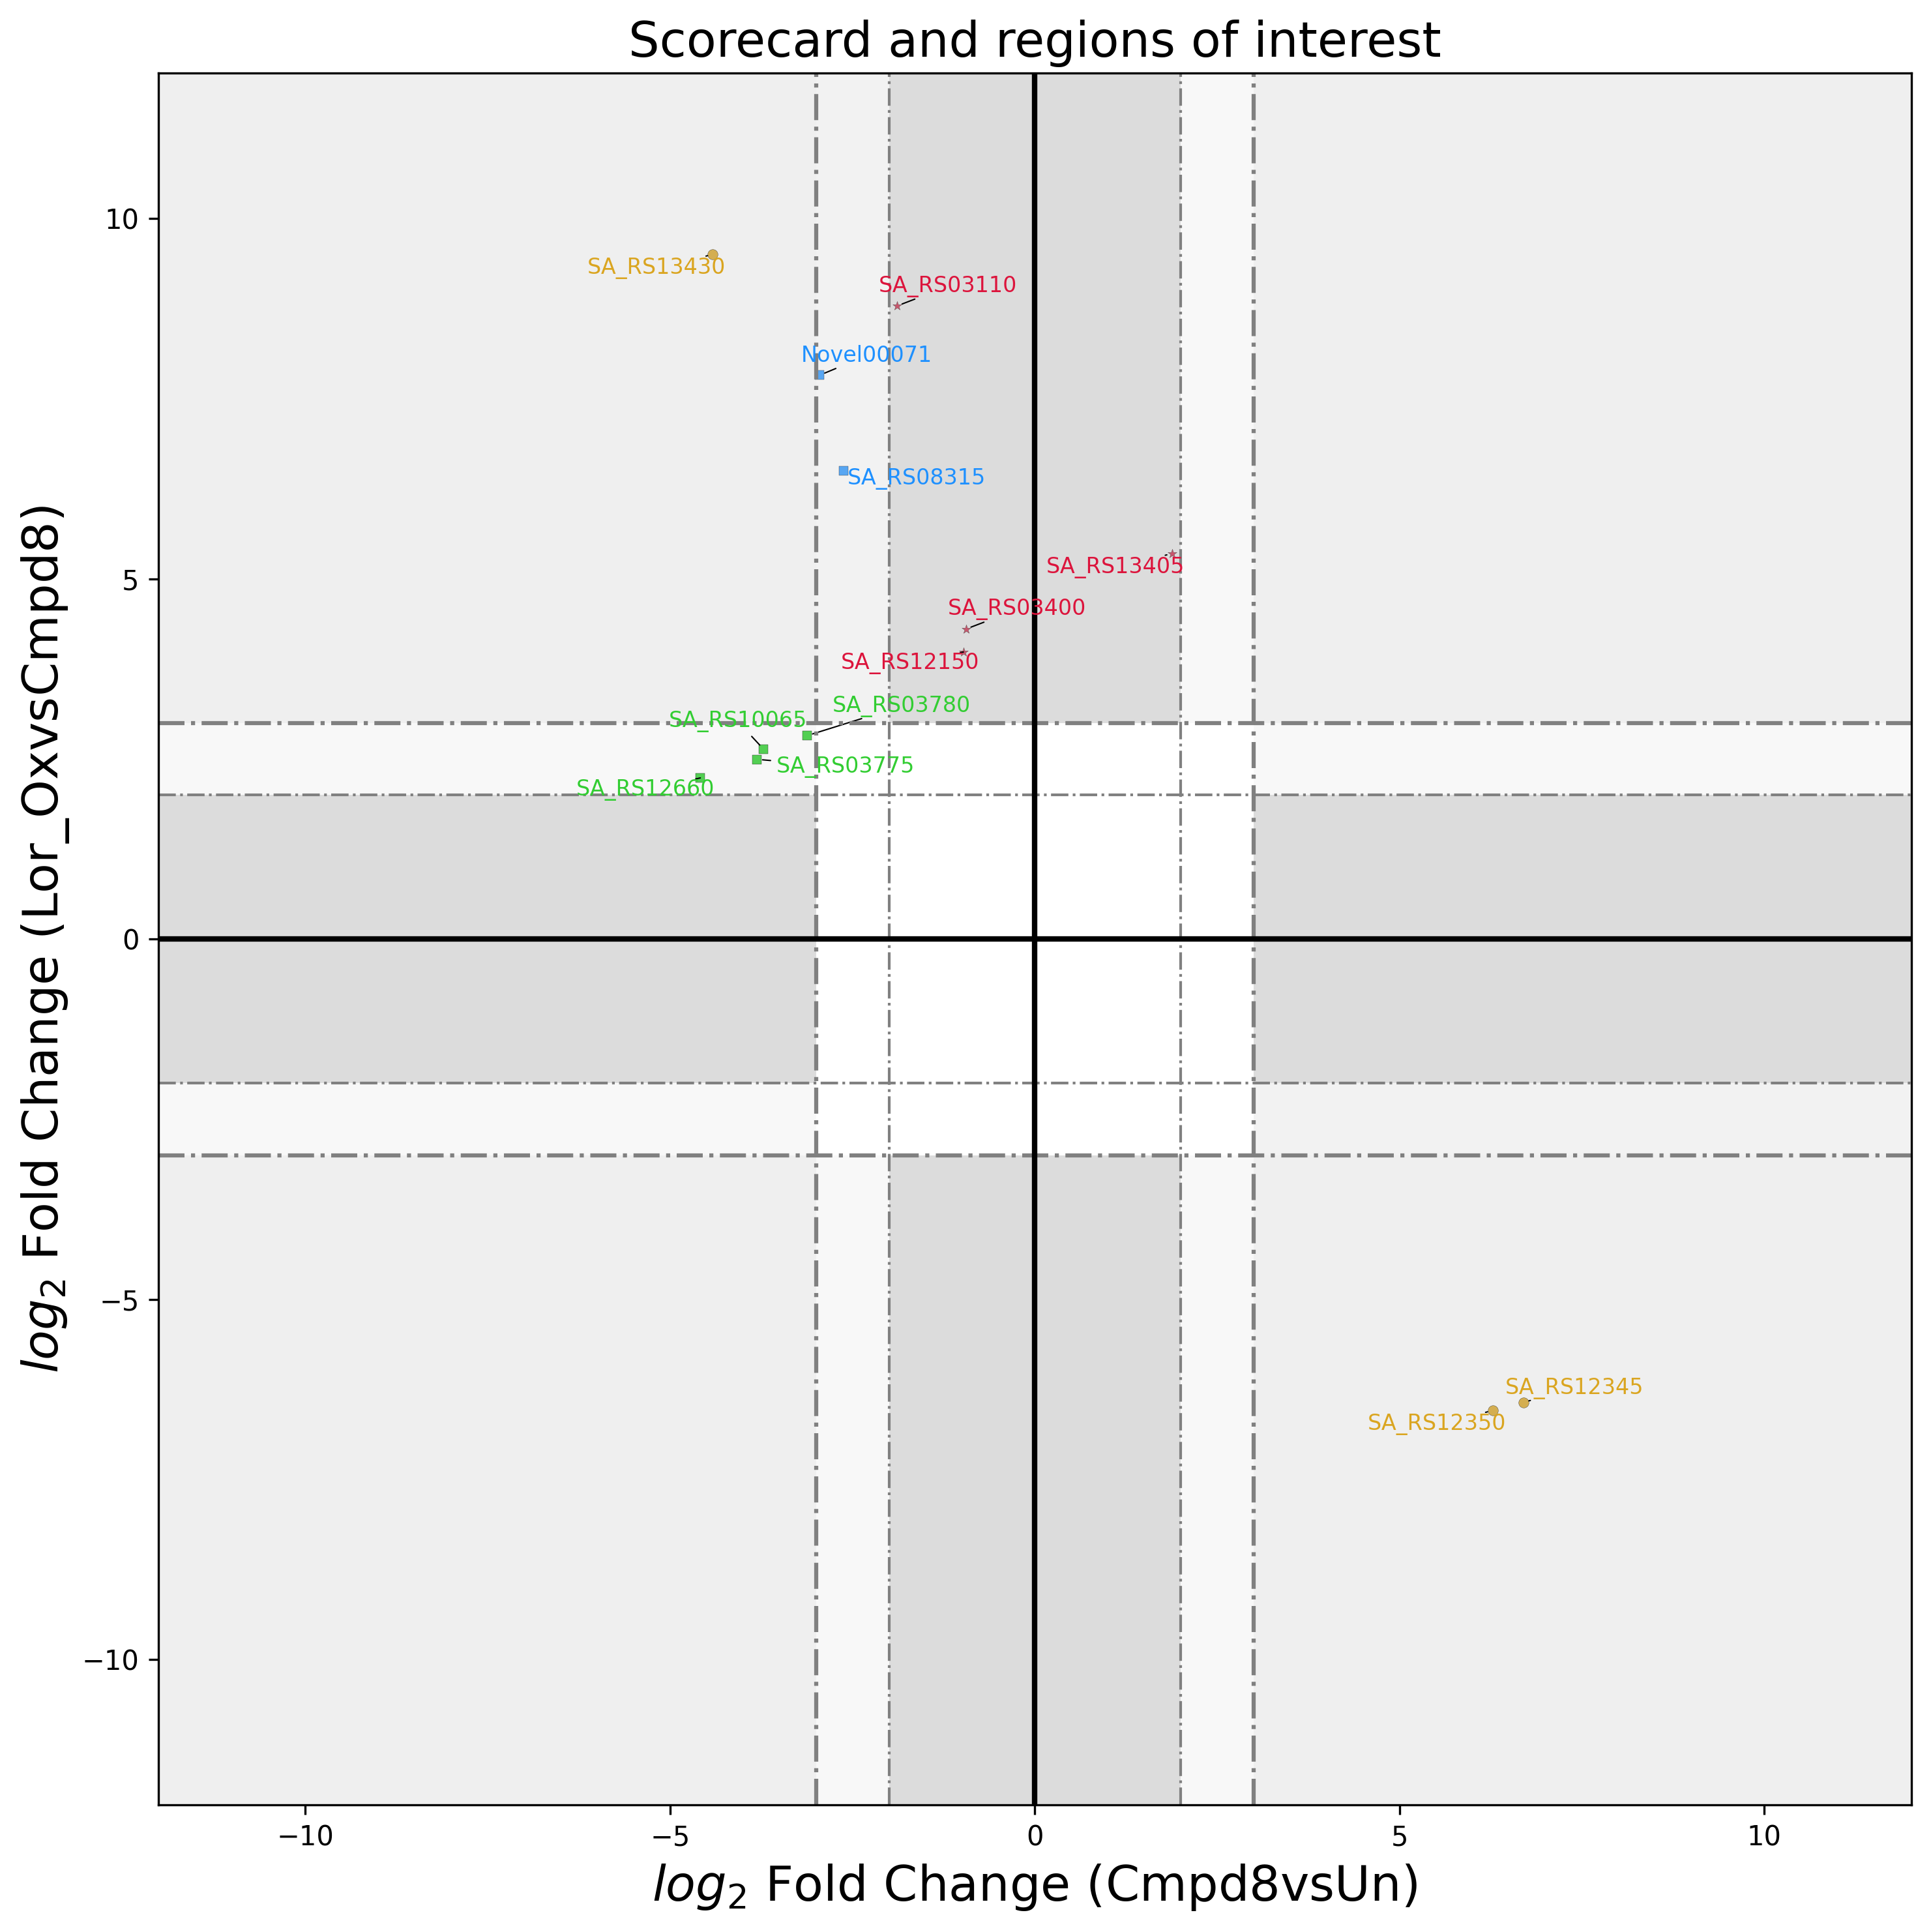 Scorecard and regions of interest
log2 Fold Change (Lor_OxvsCmpd8)
10
5
0
−5
−10
SA_RS13430
SA_RS03110
Novel00071
SA_RS08315
SA_RS13405
SA_RS03400
SA_RS12150
SA_RS03780
SA_RS10065
SA_RS03775
SA_RS12660
SA_RS12345
SA_RS12350
−10
−5
0
5
10
log2 Fold Change (Cmpd8vsUn)